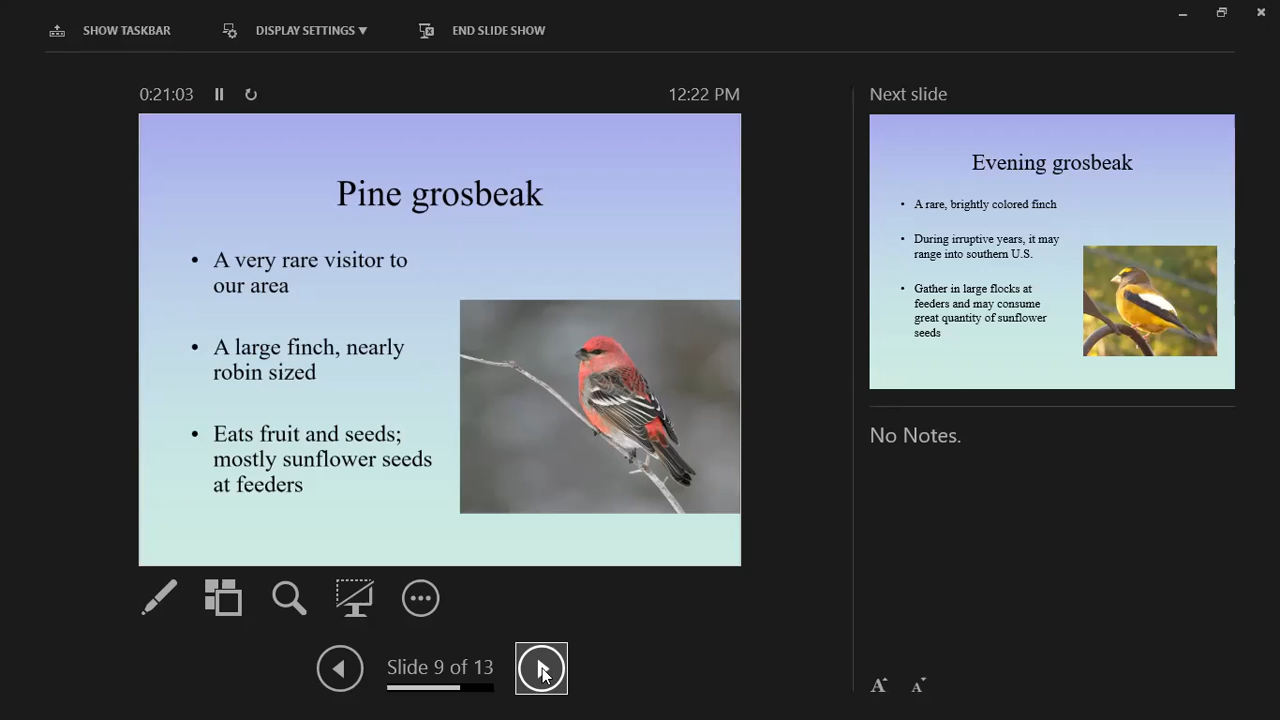 SHOW TASKBAR
DISPLAY SETTINGS ▼
END SLIDE SHOW
0:21:03
12:22 PM
Pine grosbeak
• A very rare visitor to
our area
• A large finch, nearly
robin sized
• Eats fruit and seeds;
mostly sunflower seeds
at feeders
Slide 9 of 13
Next slide
Evening grosbeak
• A rare, brightly colored finch
• During irruptive years, it may
range into southern U.S.
• Gather in large flocks at
feeders and may consume
great quantity of sunflower
seeds
No Notes.
A A